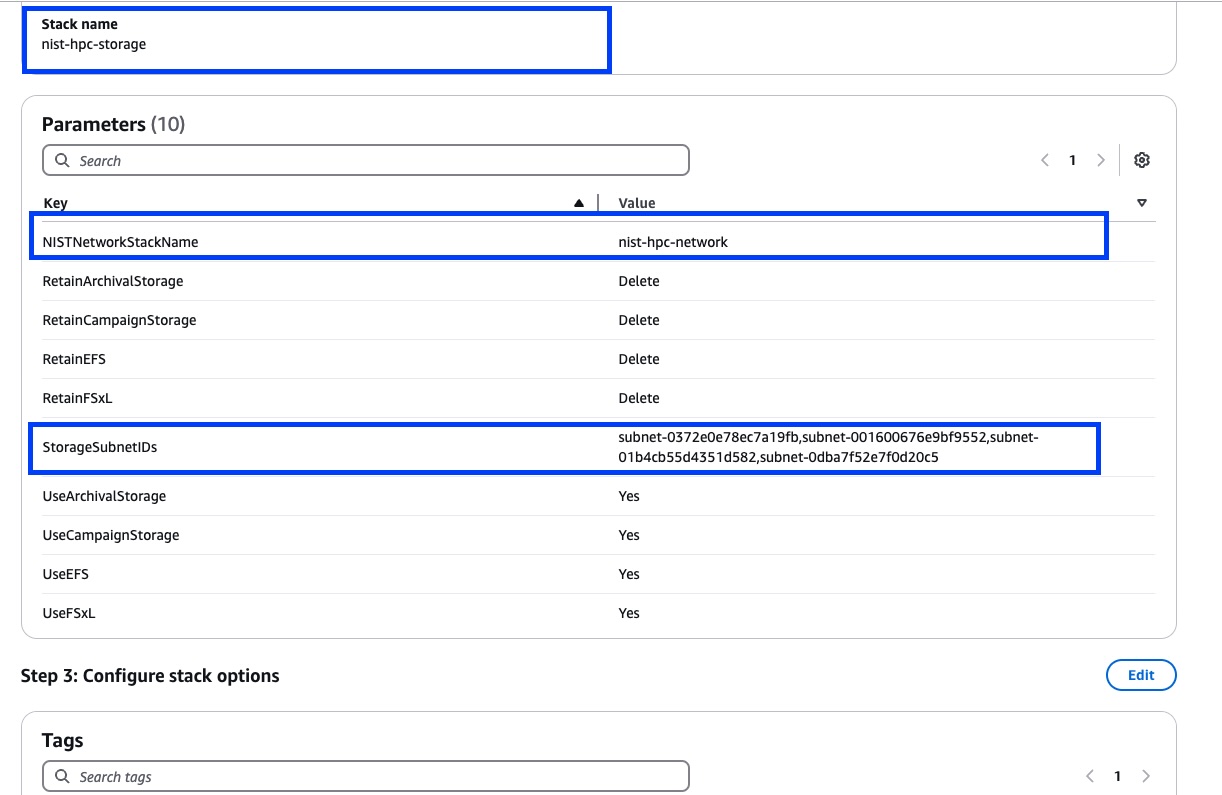 Stack name
nist-hpc-storage
Parameters (10)
Search
1
Key Value
NISTNetworkStackName nist-hpc-network
RetainArchivalStorage Delete
RetainCampaignStorage Delete
RetainEFS Delete
RetainFSxL Delete
StorageSubnetIDs subnet-0372e0e78ec7a19fb,subnet-001600676e9bf9552,subnet-
01b4cb55d4351d582,subnet-0dba7f52e7f0d20c5
UseArchivalStorage Yes
UseCampaignStorage Yes
UseEFS Yes
UseFSxL Yes
Step 3: Configure stack options Edit
Tags
Search tags
1